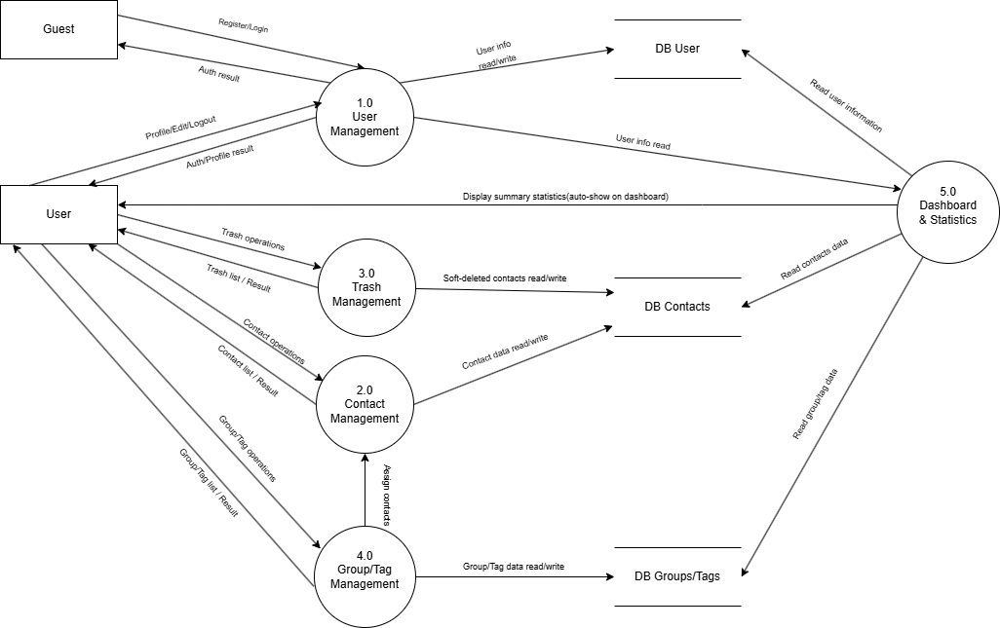 Guest
Register/Login
Auth result
User info
read/write
DB User
1.0
User
Management
Read user information
Profile/Edit/Logout
Auth/Profile result
User info read
5.0
Dashboard
& Statistics
User
Display summary statistics(auto-show on dashboard)
Trash operations
Trash list / Result
3.0
Trash
Management
Soft-deleted contacts read/write
Read contacts data
DB Contacts
Contact operations
Contact list / Result
2.0
Contact
Management
Contact data read/write
Read group/tag data
Group/Tag operations
Group/Tag list / Result
Assign contacts
4.0
Group/Tag
Management
Group/Tag data read/write
DB Groups/Tags